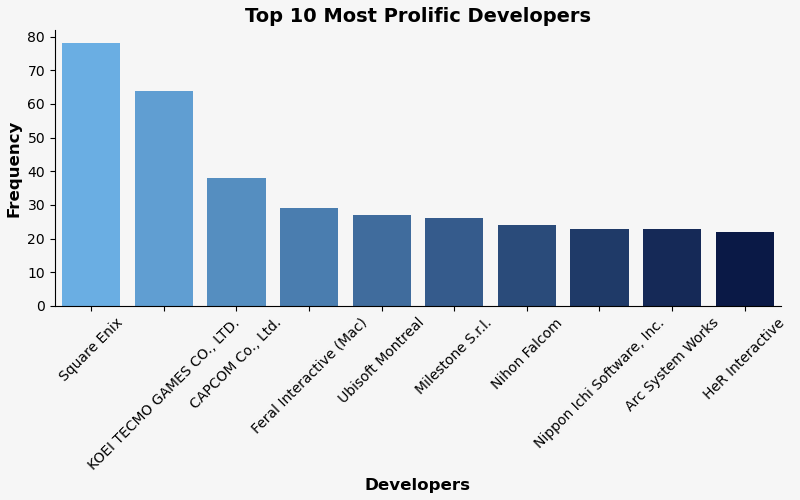 Top 10 Most Prolific Developers
Frequency
80
70
60
50
40
30
20
10
0
Square Enix
KOEI TECMO GAMES CO., LTD.
CAPCOM Co., Ltd.
Feral Interactive (Mac)
Ubisoft Montreal
Milestone S.r.l.
Nihon Falcom
Nippon Ichi Software, Inc.
Arc System Works
HeR Interactive
Developers